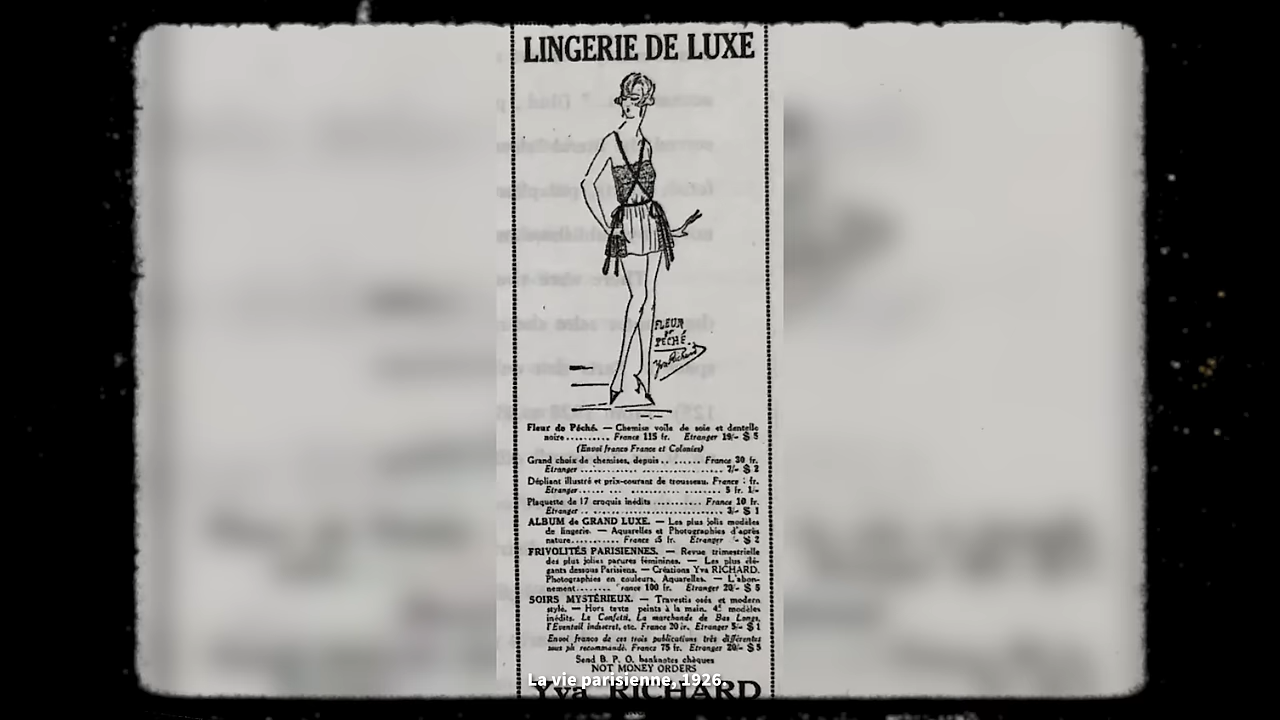 LINGERIE DE LUXE
FLEUR
DE
PÉCHÉ.
Yva Richard
Fleur de Péché. — Chemise voile de soie et dentelle
noire.......... France 115 fr. Etranger 19/- $ 5
(Envoi franco France et Colonies)
Grand choix de chemises, depuis.. ...... France 30 fr.
Etranger ............................ 7/- $ 2
Dépliant illustré et prix-courant de trousseau. France fr.
Etranger...... ... ..................... 5 fr. 1/-
Plaquette de 17 croquis inédits ........... France 10 fr.
Etranger .. ........................... 3/- $ 1
ALBUM de GRAND LUXE. — Les plus jolis modèles
de lingerie. — Aquarelles et Photographies d'après
nature........... France fr. Etranger $ 2
FRIVOLITÉS PARISIENNES. — Revue trimestrielle
des plus jolies parures féminines. — Les plus élé-
gants dessous Parisiens. — Créations Yva RICHARD.
Photographies en couleurs, Aquarelles. — L'abon-
nement........ France 100 fr. Etranger 20/- $ 5
SOIRS MYSTÉRIEUX. — Travestis osés et modern
style. — Hors texte peints à la main. modèles
inédits. Le Confetti, La marchande de Bas Longs,
l'Eventail indiscret, etc. France 20 fr. Etranger 5/- $ 1
Envoi franco de ces trois publications très différentes
sous pli recommandé. France 75 fr. Etranger 20/- $ 5
Send B. P. O. banknotes chèques
NOT MONEY ORDERS
La vie parisienne, 1926.
Yva RICHARD